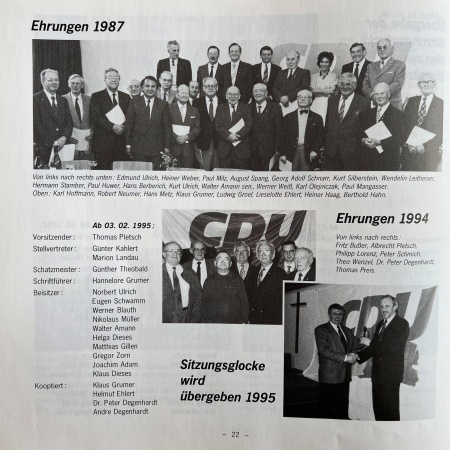 Ehrungen 1987
Von links nach rechts unten: Edmund Ulrich, Heiner Weber, Paul Milz, August Spang, Georg Adolf Schnarr, Kurt Silberstein, Wendelin Leitheiser,
Hermann Stamber, Paul Huwer, Hans Berberich, Kurt Ulrich, Walter Amann sen., Werner Weiß, Karl Olejniczak, Paul Mangasser.
Oben: Karl Hoffmann, Robert Neumer, Hans Metz, Klaus Grumer, Ludwig Groel, Lieselotte Ehlert, Heiner Haag, Berthold Hahn.
Ab 03. 02. 1995:
Vorsitzender: Thomas Pletsch
Stellvertreter: Günter Kahlert
Marion Landau
Schatzmeister: Günther Theobald
Schriftführer: Hannelore Grumer
Beisitzer: Norbert Ulrich
Eugen Schwamm
Werner Blauth
Nikolaus Müller
Walter Amann
Helga Dieses
Matthias Gillen
Gregor Zorn
Joachim Adam
Klaus Dieses
Kooptiert: Klaus Grumer
Helmut Ehlert
Dr. Peter Degenhardt
Andre Degenhardt
CDU
Ehrungen 1994
Von links nach rechts:
Fritz Bußer, Albrecht Pletsch,
Philipp Lorenz, Peter Schmich,
Theo Wenzel, Dr. Peter Degenhardt,
Thomas Preis.
CDU
Sitzungsglocke
wird
übergeben 1995
- 22 -